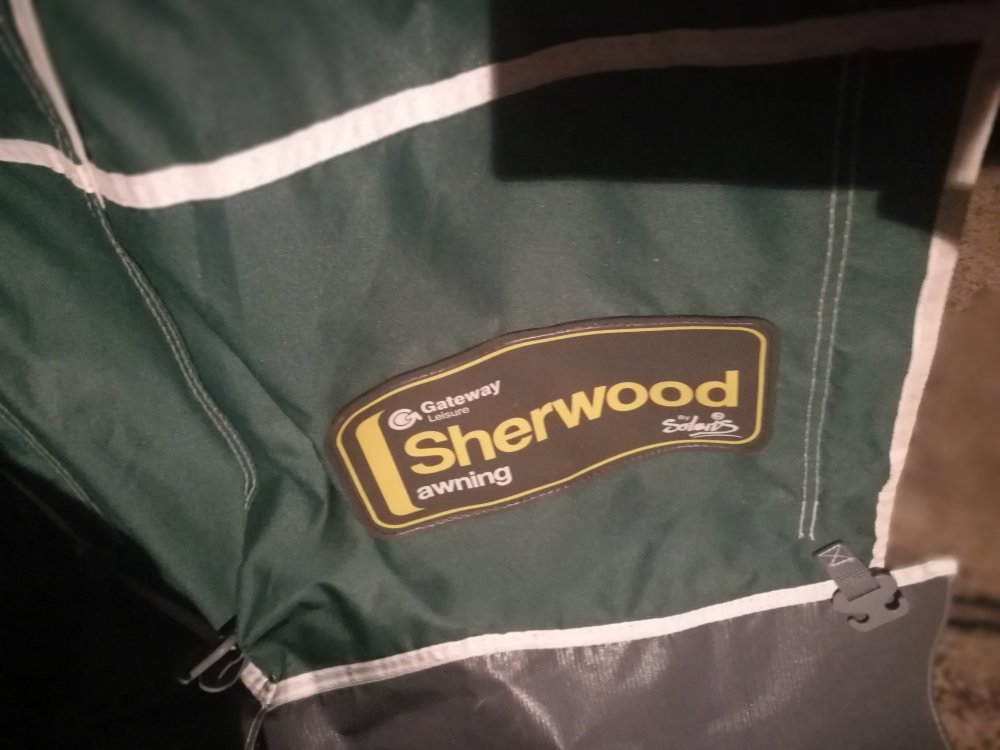 Gateway
Leisure
Sherwood
by
Solaris
awning